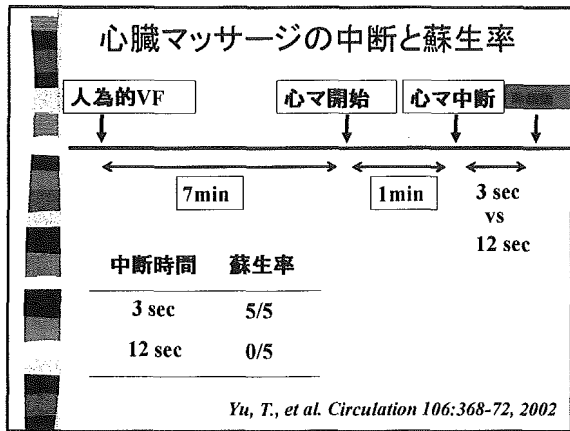 心臓マッサージの中断と蘇生率
人為的VF
心マ開始
心マ中断
7min
1min
3 sec
vs
12 sec
中断時間 蘇生率
3 sec 5/5
12 sec 0/5
Yu, T., et al. Circulation 106:368-72, 2002